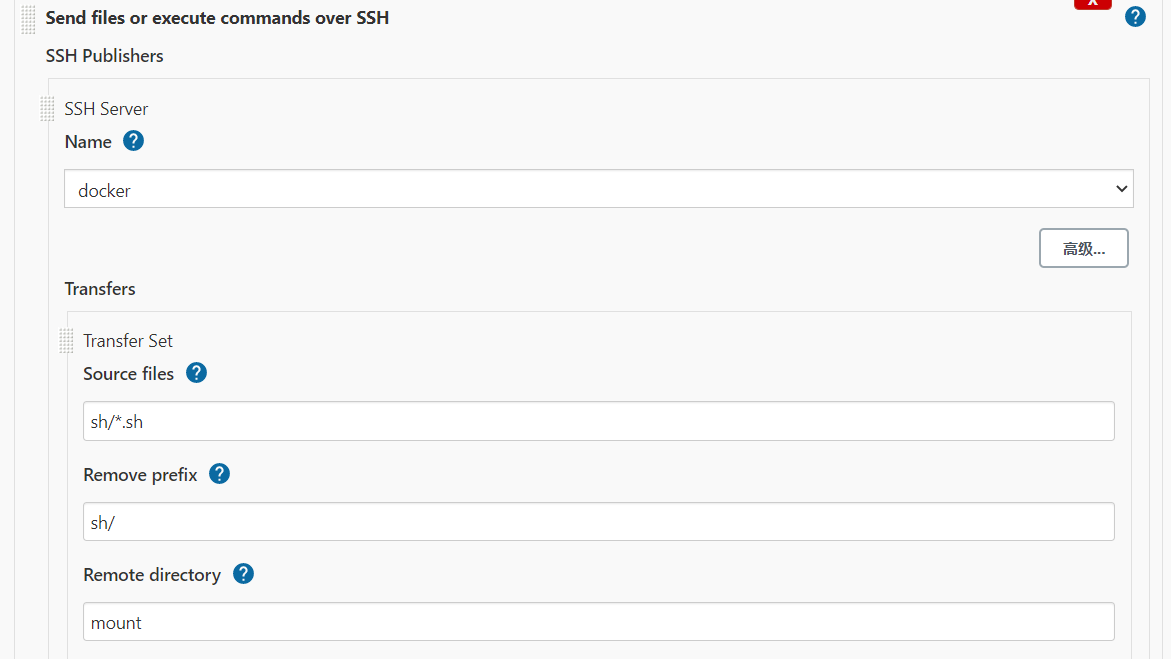 X
Send files or execute commands over SSH
?
SSH Publishers
SSH Server
Name ?
docker
高级...
Transfers
Transfer Set
Source files ?
sh/*.sh
Remove prefix ?
sh/
Remote directory ?
mount